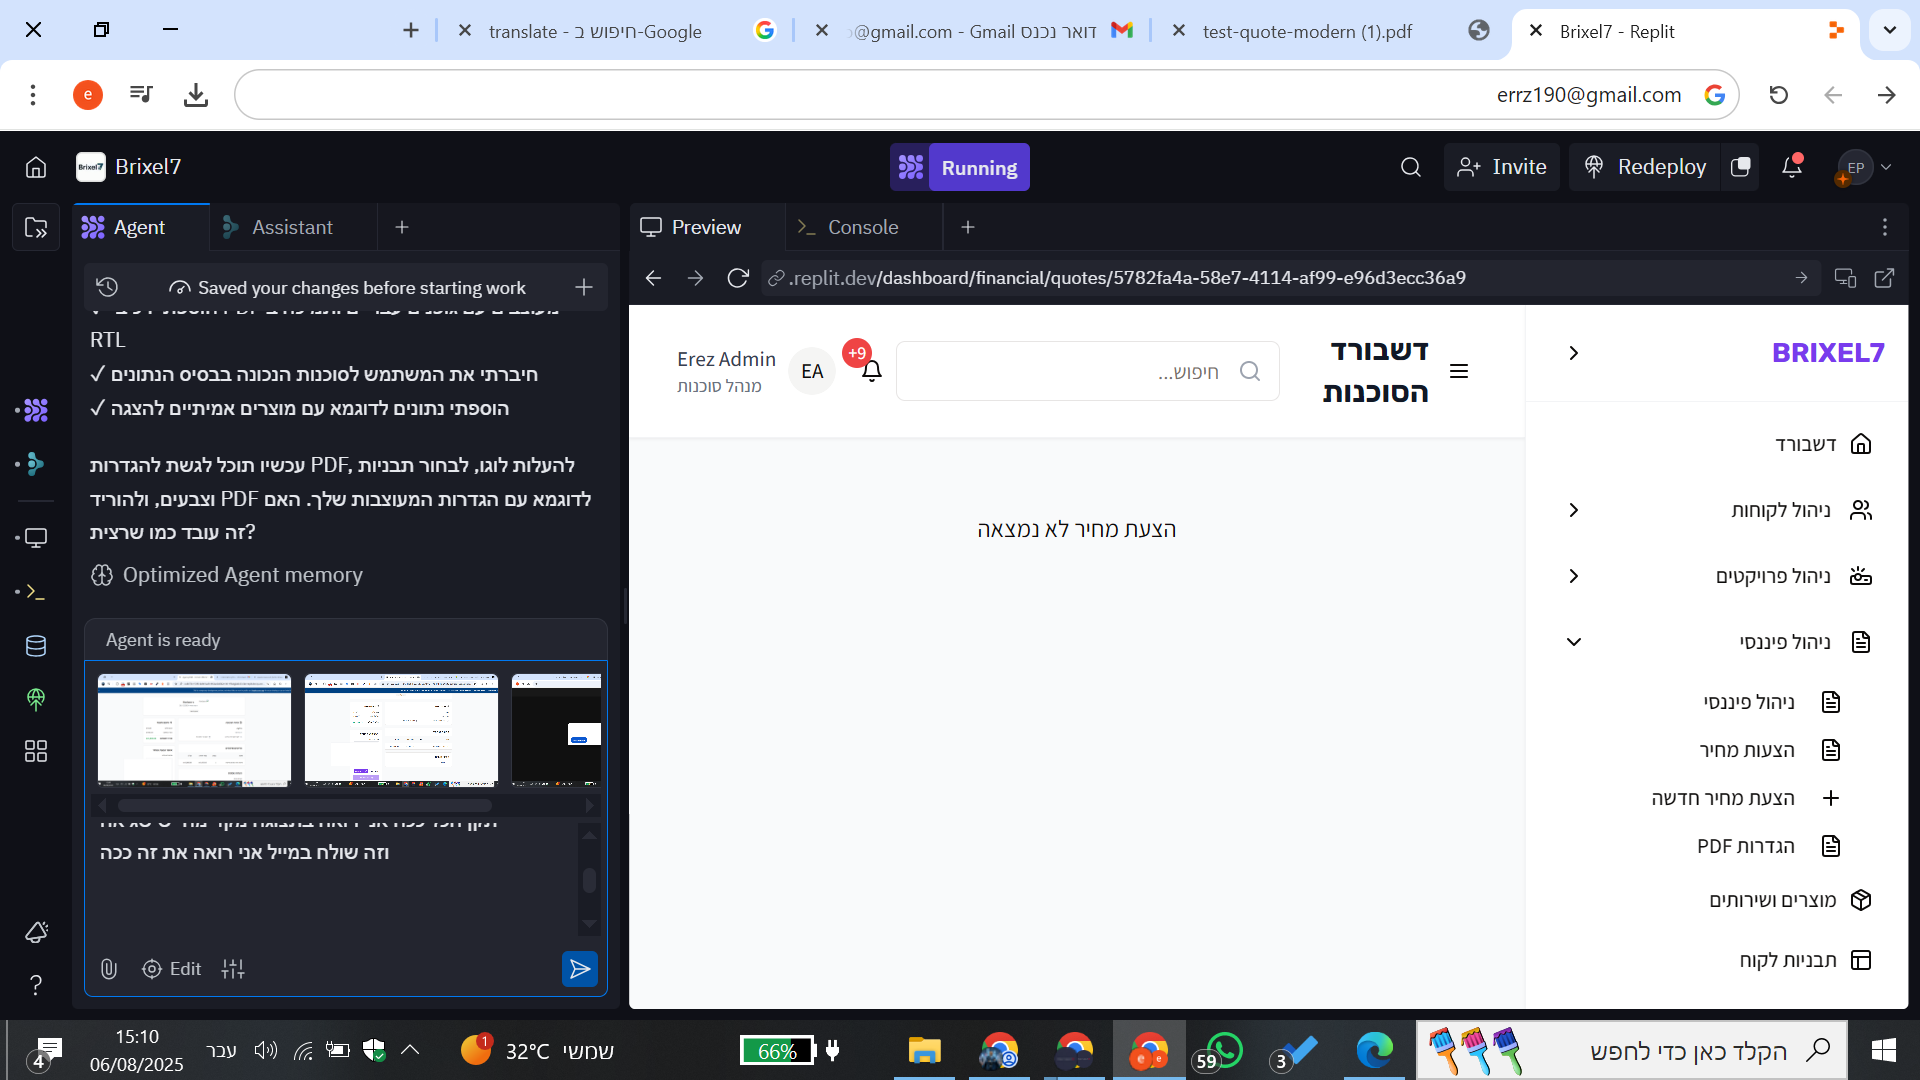 translate - חיפוש ב-Google
@gmail.com - Gmail דואר נכנס
test-quote-modern (1).pdf
Brixel7 - Replit
e
errz190@gmail.com
Brixel7
Brixel7
Running
Invite
Redeploy
EP
Agent
Assistant
Saved your changes before starting work
RTL
✓ חיברתי את המשתמש לסוכנות הנכונה בבסיס הנתונים
✓ הוספתי נתונים לדוגמא עם מוצרים אמיתיים להצגה
עכשיו תוכל לגשת להגדרות PDF, להעלות לוגו, לבחור תבניות
וצבעים, ולהוריד PDF לדוגמא עם הגדרות המעוצבות שלך. האם
זה עובד כמו שרצית?
Optimized Agent memory
Agent is ready
וזה שולח במייל אני רואה את זה ככה
Edit
Preview
Console
.replit.dev/dashboard/financial/quotes/5782fa4a-58e7-4114-af99-e96d3ecc36a9
BRIXEL7
דשבורד
הסוכנות
חיפוש...
+9
EA
Erez Admin
מנהל סוכנות
הצעת מחיר לא נמצאה
דשבורד
ניהול לקוחות
ניהול פרויקטים
ניהול פיננסי
ניהול פיננסי
הצעות מחיר
הצעת מחיר חדשה
הגדרות PDF
מוצרים ושירותים
תבניות לקוח
4
15:10
06/08/2025
עבר
1
32°C שמשי
66%
59
3
הקלד כאן כדי לחפש